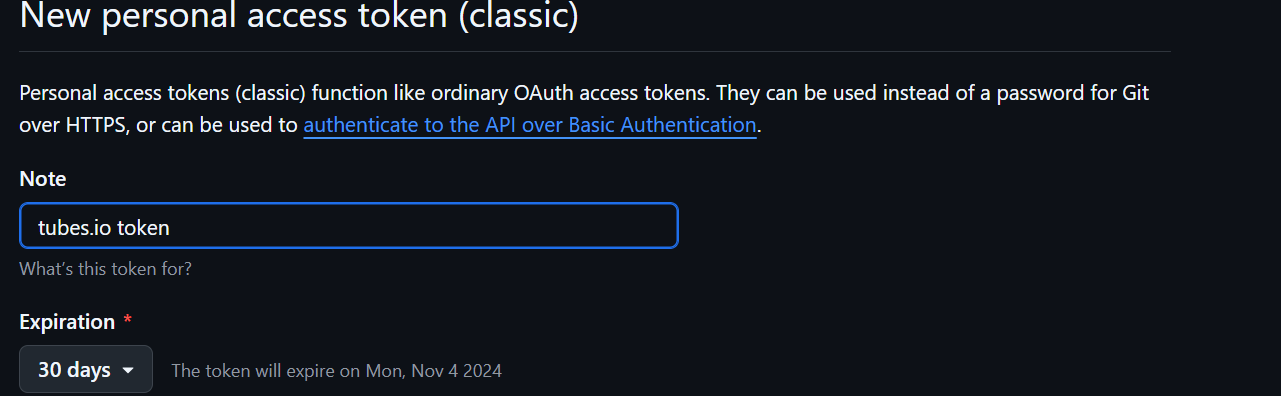 New personal access token (classic)
Personal access tokens (classic) function like ordinary OAuth access tokens. They can be used instead of a password for Git
over HTTPS, or can be used to authenticate to the API over Basic Authentication.
Note
tubes.io token
What's this token for?
Expiration *
30 days
The token will expire on Mon, Nov 4 2024